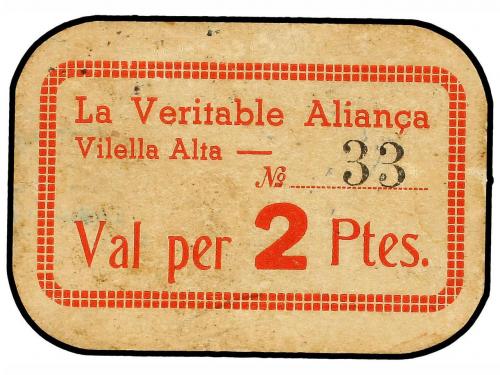 La Veritable Aliança
Vilella Alta —
№ 33
Val per 2 Ptes.